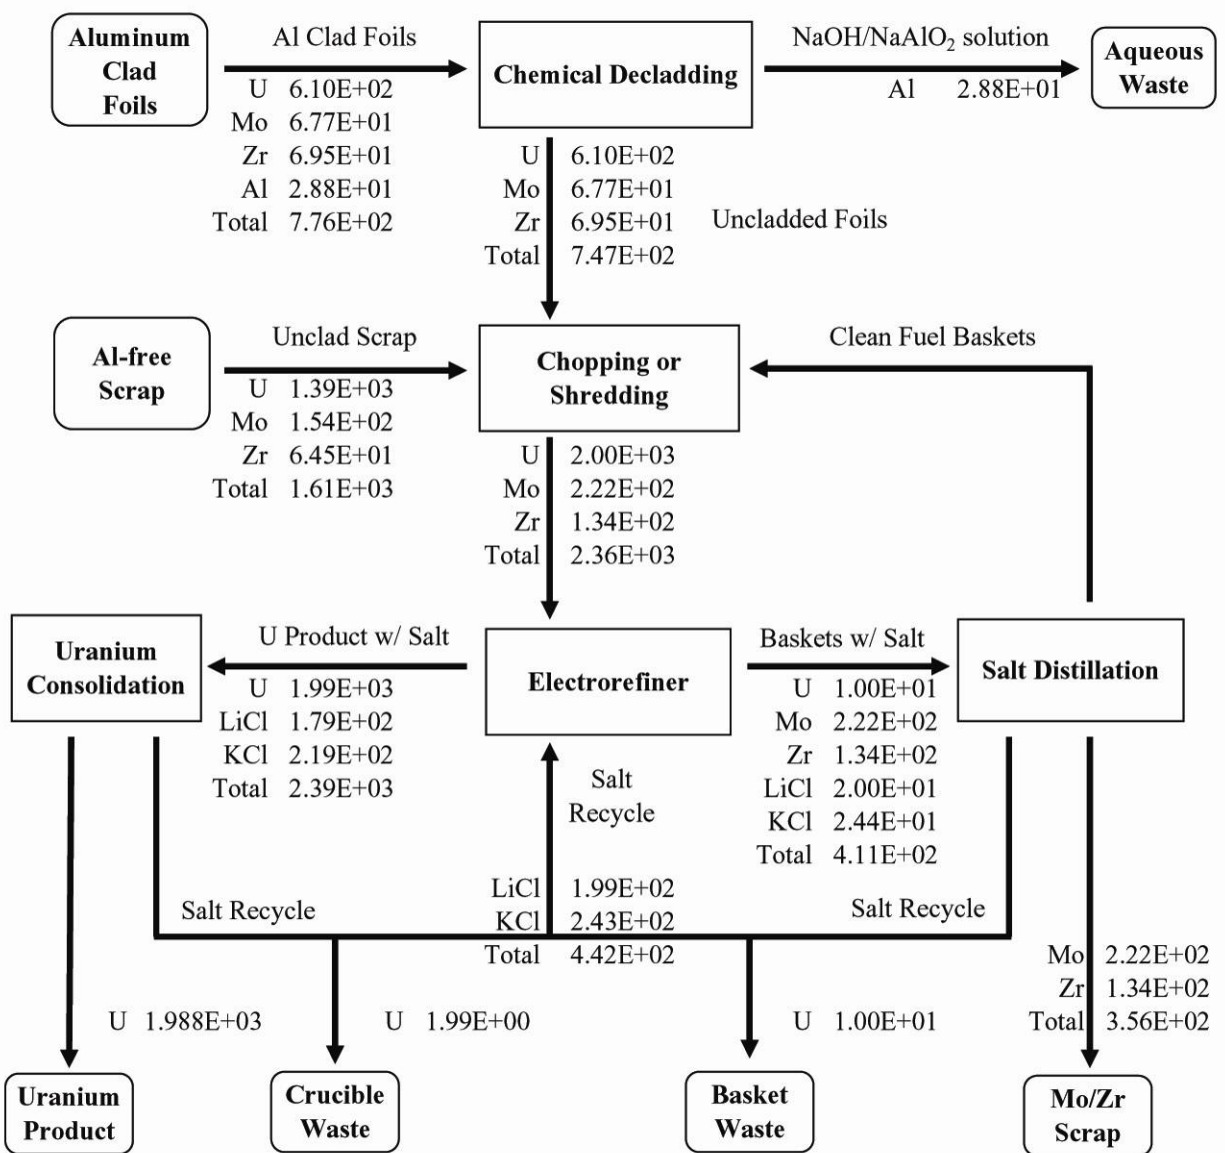 Aluminum
Clad
Foils
Al Clad Foils
U 6.10E+02
Mo 6.77E+01
Zr 6.95E+01
Al 2.88E+01
Total 7.76E+02
Chemical Decladding
NaOH/NaAlO₂ solution
Al 2.88E+01
Aqueous
Waste
U 6.10E+02
Mo 6.77E+01
Zr 6.95E+01
Total 7.47E+02
Uncladded Foils
Al-free
Scrap
Unclad Scrap
U 1.39E+03
Mo 1.54E+02
Zr 6.45E+01
Total 1.61E+03
Chopping or
Shredding
Clean Fuel Baskets
U 2.00E+03
Mo 2.22E+02
Zr 1.34E+02
Total 2.36E+03
Uranium
Consolidation
U Product w/ Salt
U 1.99E+03
LiCl 1.79E+02
KCl 2.19E+02
Total 2.39E+03
Electrorefiner
Baskets w/ Salt
U 1.00E+01
Mo 2.22E+02
Zr 1.34E+02
LiCl 2.00E+01
KCl 2.44E+01
Total 4.11E+02
Salt Distillation
Salt
Recycle
LiCl 1.99E+02
KCl 2.43E+02
Total 4.42E+02
Salt Recycle
Salt Recycle
Mo 2.22E+02
Zr 1.34E+02
Total 3.56E+02
U 1.988E+03
U 1.99E+00
U 1.00E+01
Uranium
Product
Crucible
Waste
Basket
Waste
Mo/Zr
Scrap